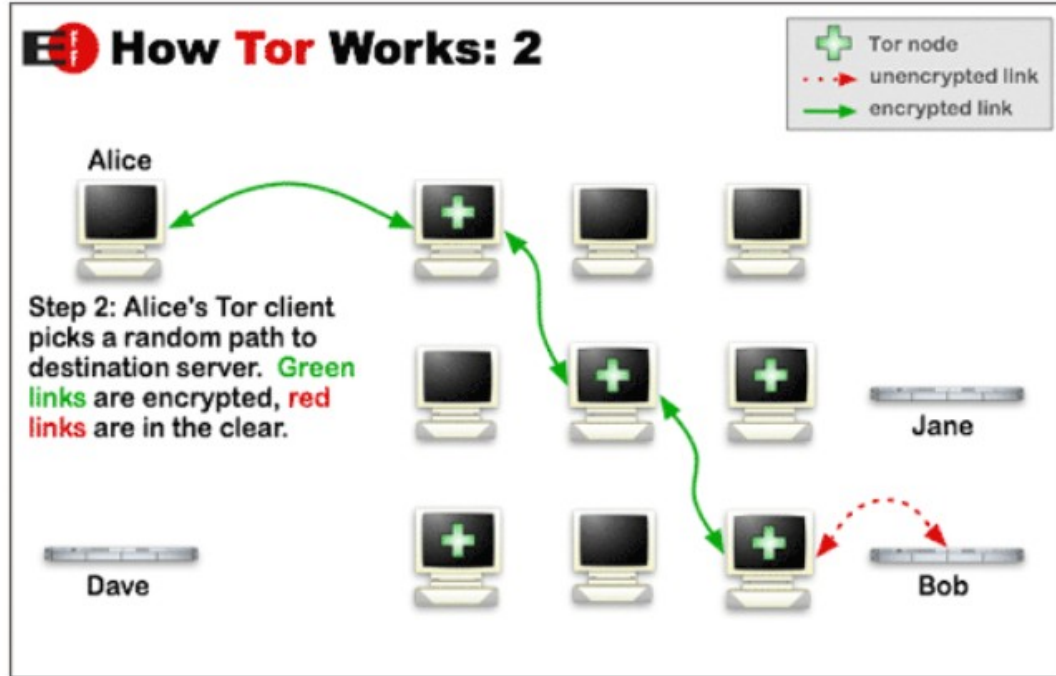 EFF How Tor Works: 2
Tor node
unencrypted link
encrypted link
Alice
Step 2: Alice's Tor client
picks a random path to
destination server. Green
links are encrypted, red
links are in the clear.
Jane
Dave
Bob